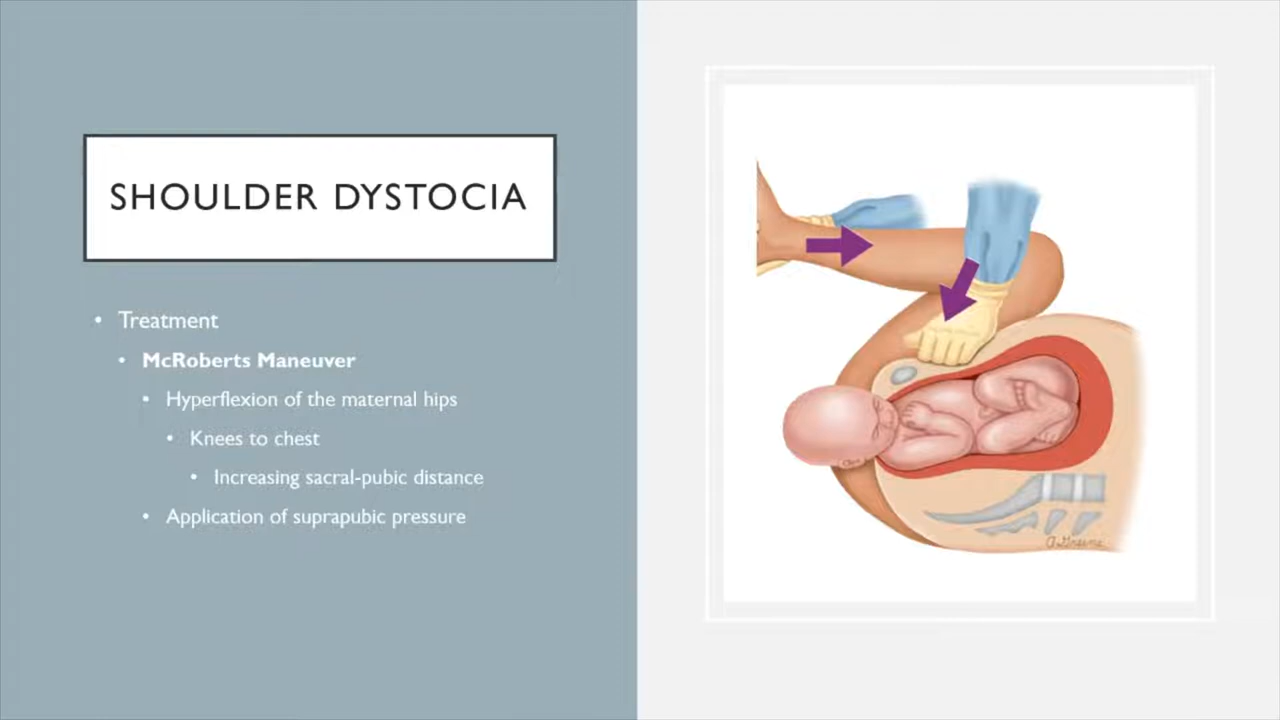 SHOULDER DYSTOCIA
• Treatment
• McRoberts Maneuver
• Hyperflexion of the maternal hips
• Knees to chest
• Increasing sacral-pubic distance
• Application of suprapubic pressure